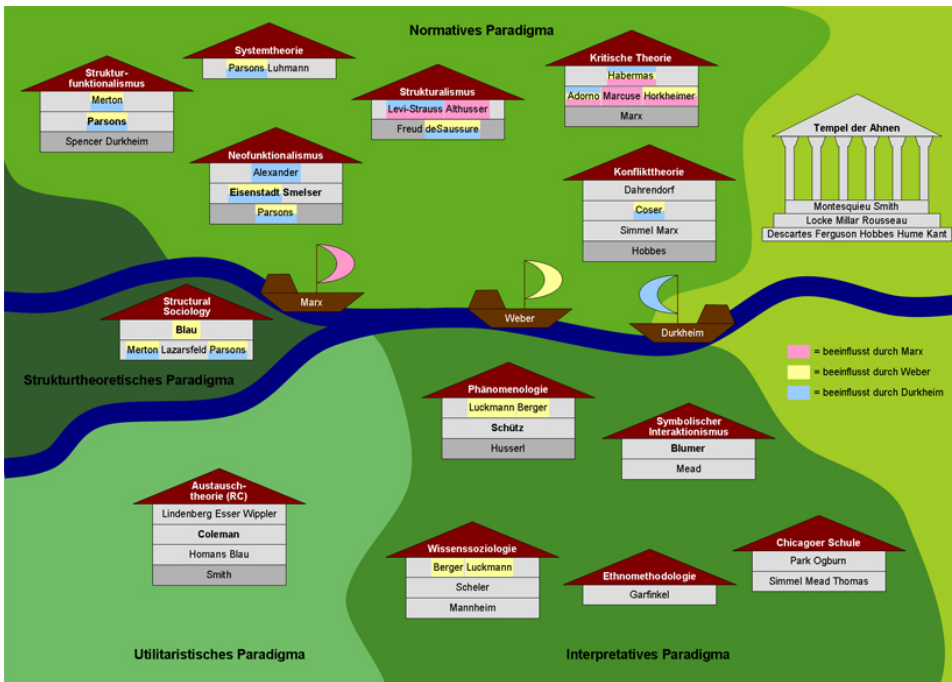 Normatives Paradigma
Systemtheorie
Parsons Luhmann
Struktur-
funktionalismus
Merton
Parsons
Spencer Durkheim
Strukturalismus
Levi-Strauss Althusser
Freud deSaussure
Kritische Theorie
Habermas
Adorno Marcuse Horkheimer
Marx
Tempel der Ahnen
Montesquieu Smith
Locke Millar Rousseau
Descartes Ferguson Hobbes Hume Kant
Neofunktionalismus
Alexander
Eisenstadt Smelser
Parsons
Konflikttheorie
Dahrendorf
Coser
Simmel Marx
Hobbes
Marx
Weber
Durkheim
Structural
Sociology
Blau
Merton Lazarsfeld Parsons
Strukturtheoretisches Paradigma
= beeinflusst durch Marx
= beeinflusst durch Weber
= beeinflusst durch Durkheim
Phänomenologie
Luckmann Berger
Schütz
Husserl
Symbolischer
Interaktionismus
Blumer
Mead
Austausch-
theorie (RC)
Lindenberg Esser Wippler
Coleman
Homans Blau
Smith
Wissenssoziologie
Berger Luckmann
Scheler
Mannheim
Ethnomethodologie
Garfinkel
Chicagoer Schule
Park Ogburn
Simmel Mead Thomas
Utilitaristisches Paradigma
Interpretatives Paradigma